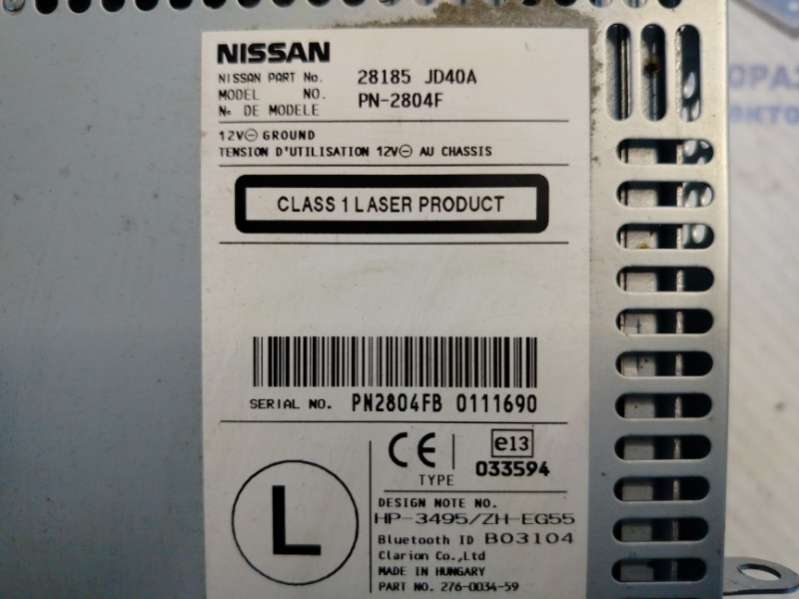 NISSAN
NISSAN PART No. 28185 JD40A
MODEL NO. PN-2804F
No DE MODELE
12V⊖ GROUND
TENSION D'UTILISATION 12V⊖ AU CHASSIS
CLASS 1 LASER PRODUCT
SERIAL NO. PN2804FB 0111690
CE e13
TYPE 033594
L
DESIGN NOTE NO.
HP-3495/ZH-EG55
Bluetooth ID B03104
Clarion Co.,Ltd
MADE IN HUNGARY
PART NO. 276-0034-59